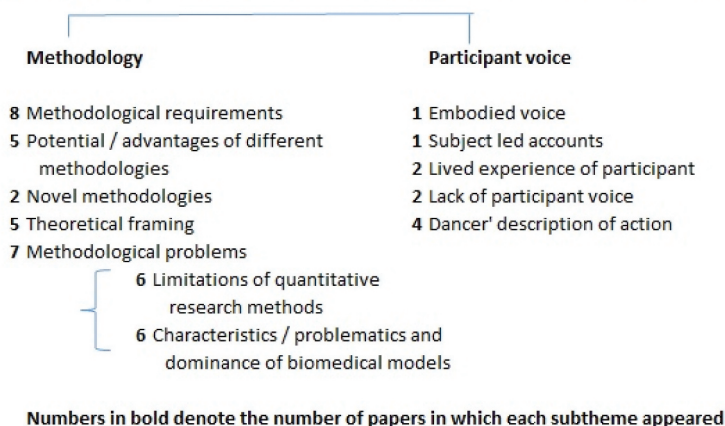 Methodology
8 Methodological requirements
5 Potential / advantages of different
methodologies
2 Novel methodologies
5 Theoretical framing
7 Methodological problems
6 Limitations of quantitative
research methods
6 Characteristics / problematics and
dominance of biomedical models
Participant voice
1 Embodied voice
1 Subject led accounts
2 Lived experience of participant
2 Lack of participant voice
4 Dancer' description of action
Numbers in bold denote the number of papers in which each subtheme appeared